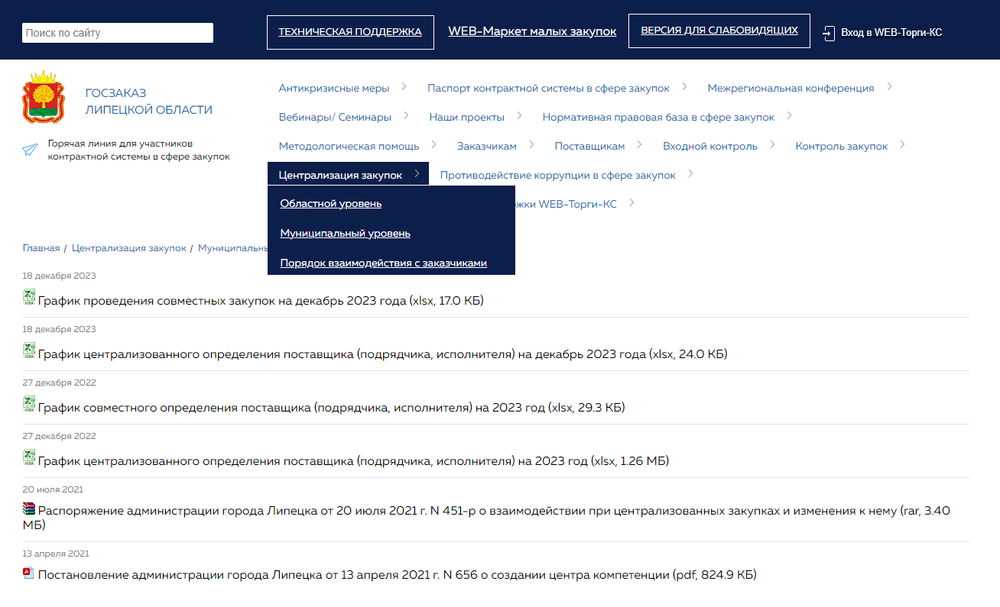 Поиск по сайту
ТЕХНИЧЕСКАЯ ПОДДЕРЖКА
WEB-Маркет малых закупок
ВЕРСИЯ ДЛЯ СЛАБОВИДЯЩИХ
Вход в WEB-Торги-КС
ГОСЗАКАЗ
ЛИПЕЦКОЙ ОБЛАСТИ
Горячая линия для участников
контрактной системы в сфере закупок
Антикризисные меры
Паспорт контрактной системы в сфере закупок
Межрегиональная конференция
Вебинары/ Семинары
Наши проекты
Нормативная правовая база в сфере закупок
Методологическая помощь
Заказчикам
Поставщикам
Входной контроль
Контроль закупок
Централизация закупок
Противодействие коррупции в сфере закупок
WEB-Торги-КС
Областной уровень
Муниципальный уровень
Порядок взаимодействия с заказчиками
Главная / Централизация закупок /
18 декабря 2023
График проведения совместных закупок на декабрь 2023 года (xlsx, 17.0 КБ)
18 декабря 2023
График централизованного определения поставщика (подрядчика, исполнителя) на декабрь 2023 года (xlsx, 24.0 КБ)
27 декабря 2022
График совместного определения поставщика (подрядчика, исполнителя) на 2023 год (xlsx, 29.3 КБ)
27 декабря 2022
График централизованного определения поставщика (подрядчика, исполнителя) на 2023 год (xlsx, 1.26 МБ)
20 июля 2021
Распоряжение администрации города Липецка от 20 июля 2021 г. N 451-р о взаимодействии при централизованных закупках и изменения к нему (rar, 3.40
МБ)
13 апреля 2021
Постановление администрации города Липецка от 13 апреля 2021 г. N 656 о создании центра компетенции (pdf, 824.9 КБ)